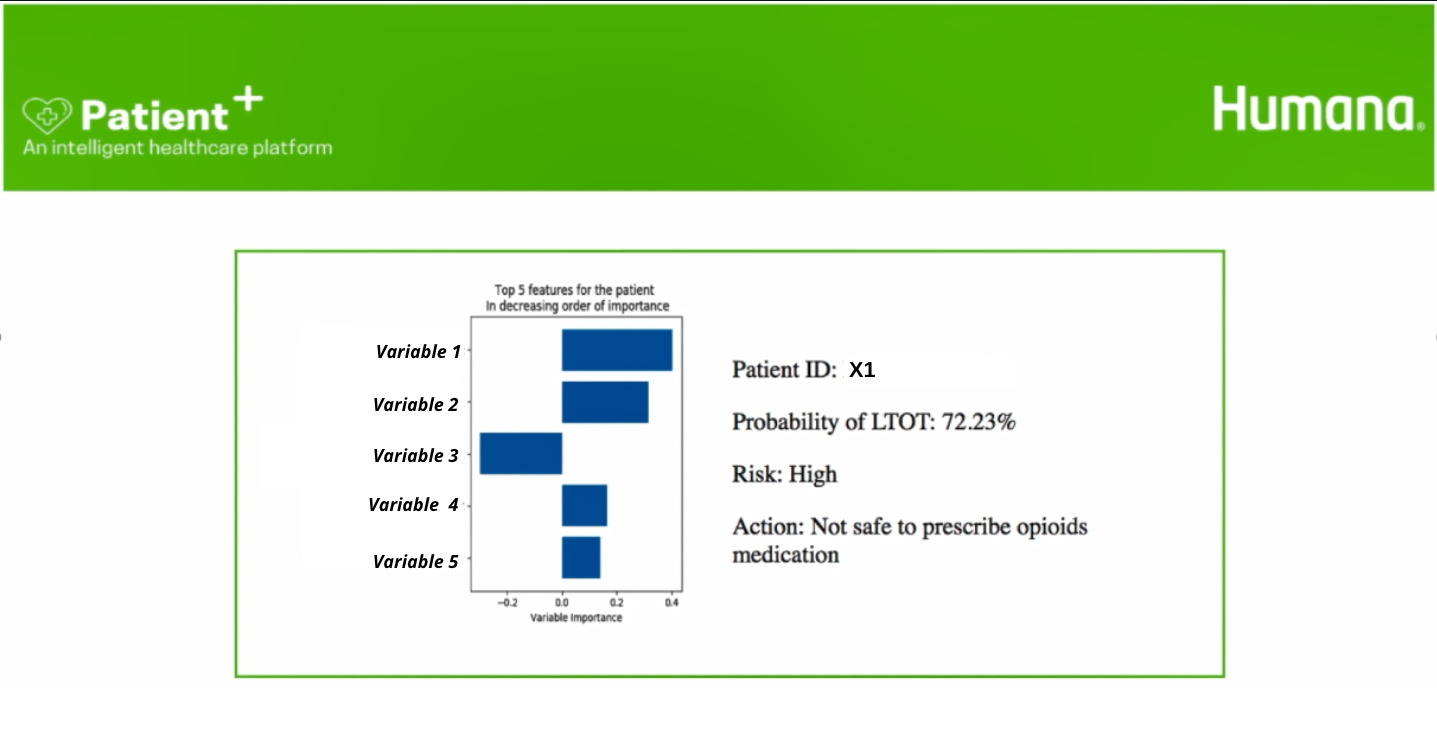 Patient+
An intelligent healthcare platform
Humana®
Top 5 features for the patient
In decreasing order of importance
Variable 1
Variable 2
Variable 3
Variable  4
Variable 5
−0.2 0.0 0.2 0.4
Variable Importance
Patient ID: X1
Probability of LTOT: 72.23%
Risk: High
Action: Not safe to prescribe opioids
medication